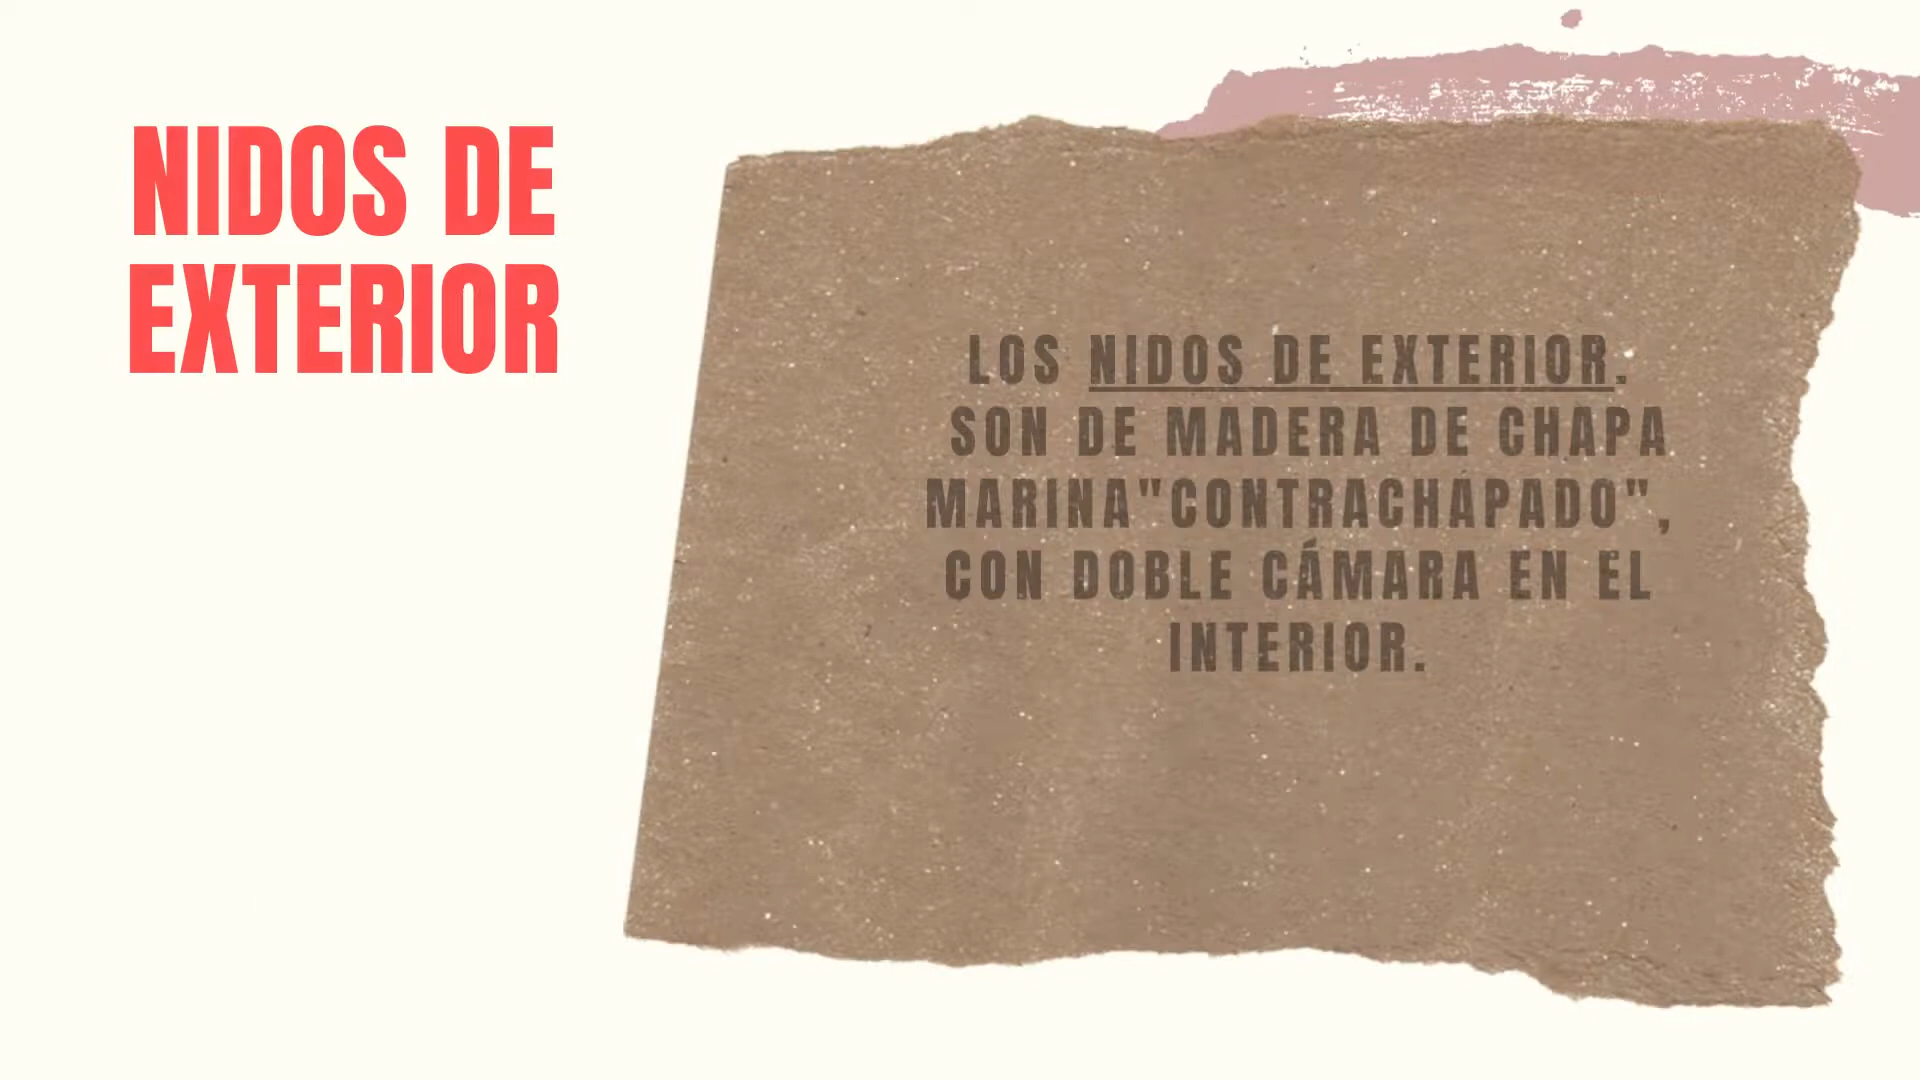 NIDOS DE
EXTERIOR
LOS NIDOS DE EXTERIOR.
SON DE MADERA DE CHAPA
MARINA"CONTRACHAPADO",
CON DOBLE CÁMARA EN EL
INTERIOR.